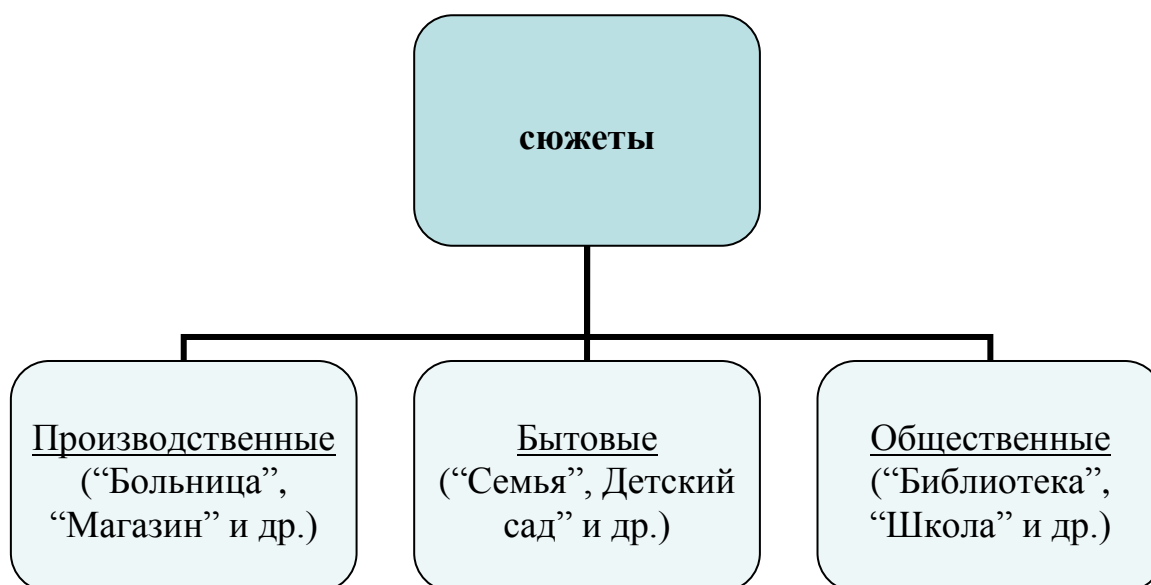 сюжеты
Производственные
(“Больница”,
“Магазин” и др.)
Бытовые
(“Семья”, Детский
сад” и др.)
Общественные
(“Библиотека”,
“Школа” и др.)